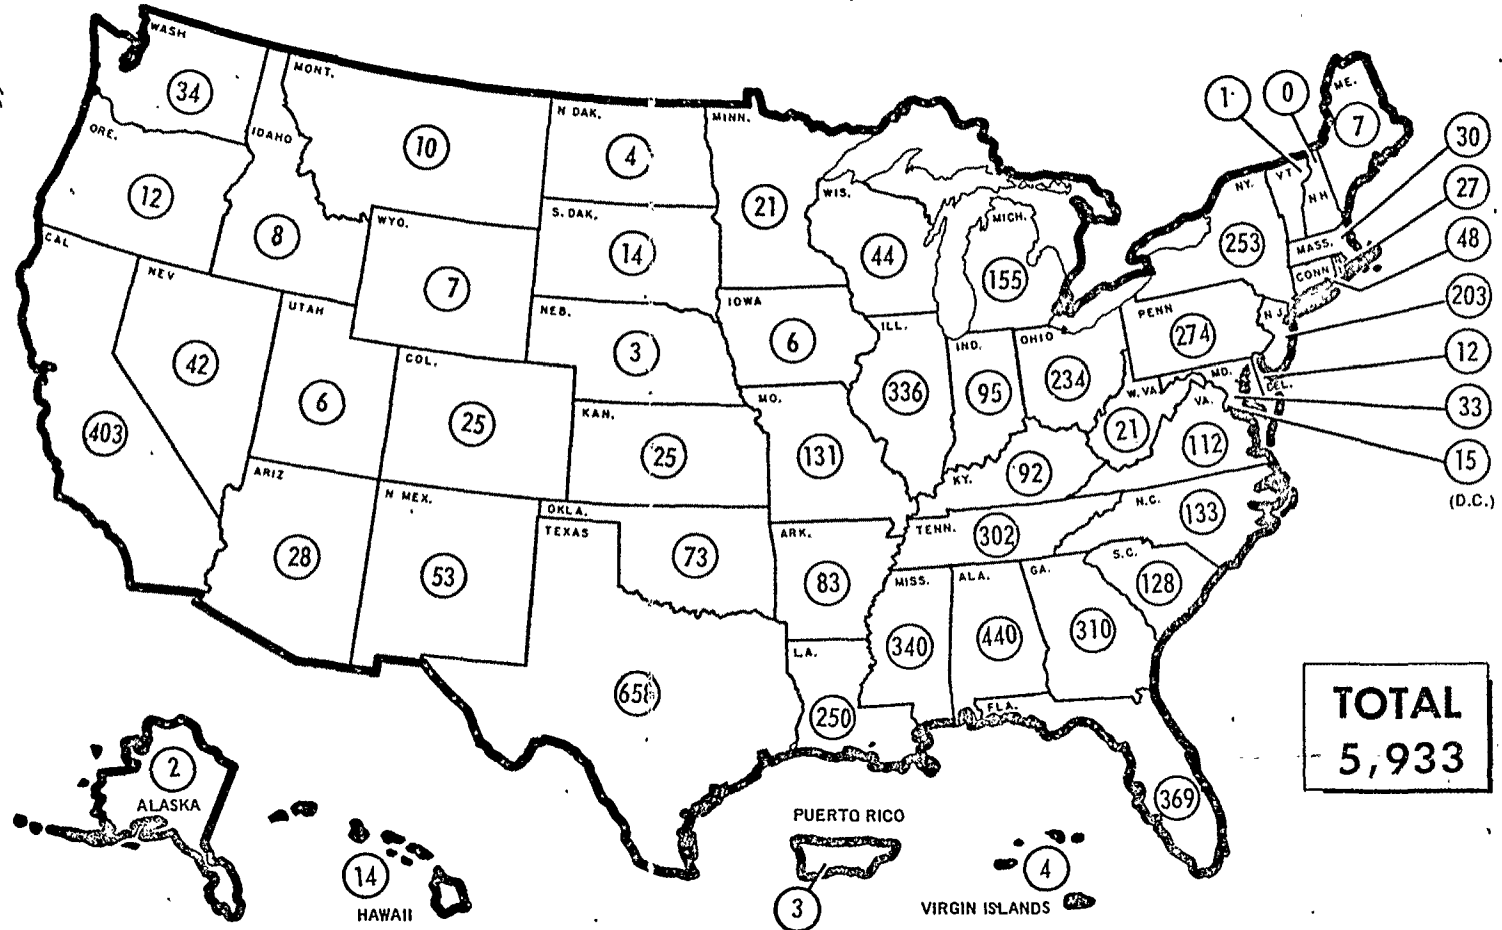 WASH
34
MONT.
10
N DAK.
4
MINN.
21
ORE.
12
IDAHO
8
WYO.
7
S. DAK.
14
WIS.
44
MICH.
155
1
0
ME.
7
30
27
48
203
12
33
15
(D.C.)
NY.
253
VT
N H
MASS.
CONN
CAL
403
NEV
42
UTAH
6
COL.
25
NEB.
3
IOWA
6
ILL.
336
IND.
95
OHIO
234
PENN
274
N J.
MD.
DEL.
W. VA.
21
VA.
112
KAN.
25
MO.
131
KY.
92
ARIZ
28
N MEX.
53
OKLA.
73
TEXAS
658
ARK.
83
TENN.
302
N.C.
133
S.C.
128
MISS.
340
ALA.
440
GA.
310
LA.
250
FLA.
369
TOTAL
5,933
2
ALASKA
14
HAWAII
PUERTO RICO
3
4
VIRGIN ISLANDS